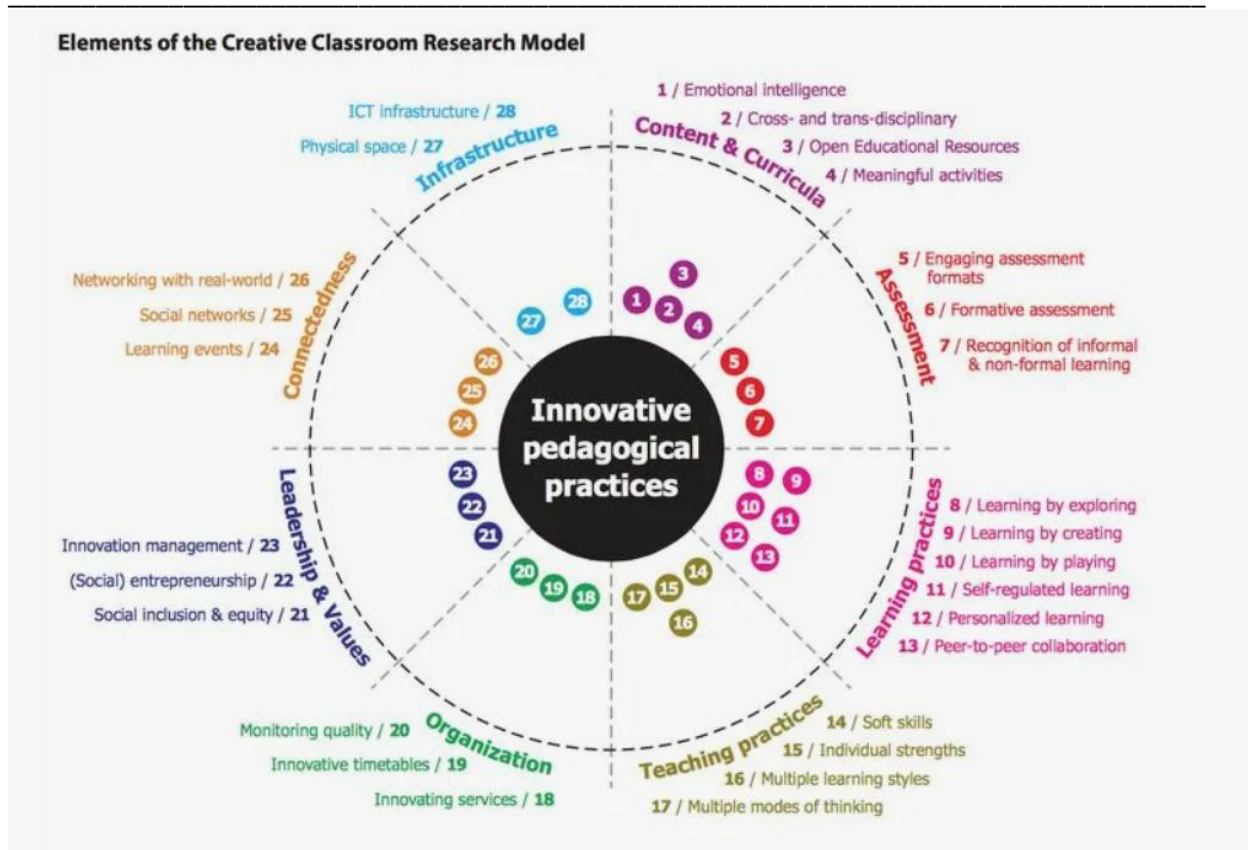 Elements of the Creative Classroom Research Model
1 / Emotional intelligence
2 / Cross- and trans-disciplinary
3 / Open Educational Resources
4 / Meaningful activities
Content & Curricula
5 / Engaging assessment
formats
6 / Formative assessment
7 / Recognition of informal
& non-formal learning
Assessment
8 / Learning by exploring
9 / Learning by creating
10 / Learning by playing
11 / Self-regulated learning
12 / Personalized learning
13 / Peer-to-peer collaboration
Learning practices
14 / Soft skills
15 / Individual strengths
16 / Multiple learning styles
17 / Multiple modes of thinking
Teaching practices
Organization
Monitoring quality / 20
Innovative timetables / 19
Innovating services / 18
Leadership & Values
Innovation management / 23
(Social) entrepreneurship / 22
Social inclusion & equity / 21
Connectedness
Networking with real-world / 26
Social networks / 25
Learning events / 24
Infrastructure
ICT infrastructure / 28
Physical space / 27
Innovative
pedagogical
practices
1
2
3
4
5
6
7
8
9
10
11
12
13
14
15
16
17
18
19
20
21
22
23
24
25
26
27
28